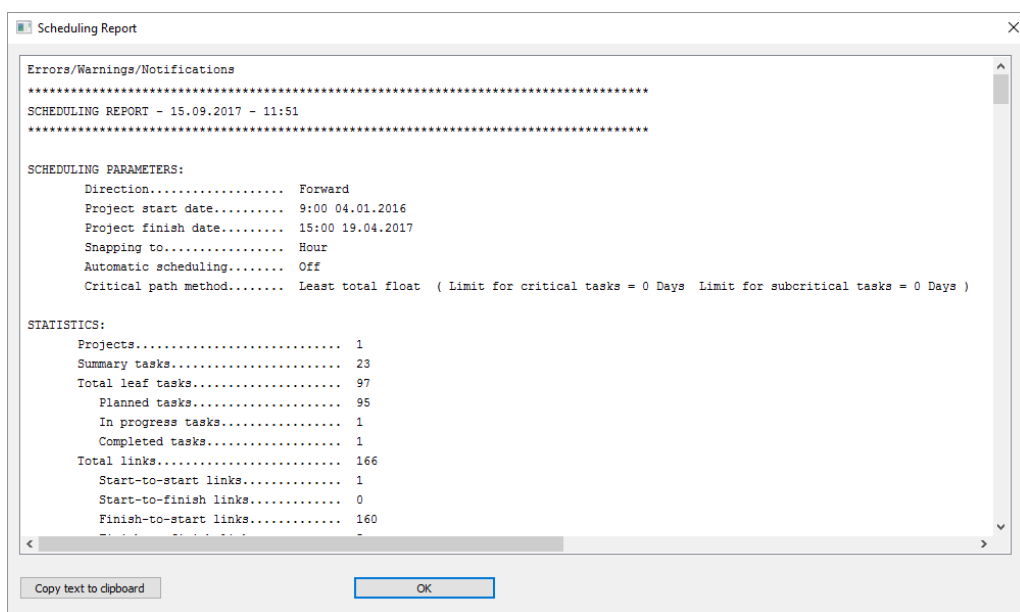 Scheduling Report
Errors/Warnings/Notifications
***************************************************************************************
SCHEDULING REPORT - 15.09.2017 - 11:51
***************************************************************************************
SCHEDULING PARAMETERS:
Direction................... Forward
Project start date.......... 9:00 04.01.2016
Project finish date......... 15:00 19.04.2017
Snapping to................. Hour
Automatic scheduling........ Off
Critical path method........ Least total float ( Limit for critical tasks = 0 Days Limit for subcritical tasks = 0 Days )
STATISTICS:
Projects............................. 1
Summary tasks........................ 23
Total leaf tasks..................... 97
Planned tasks..................... 95
In progress tasks................. 1
Completed tasks................... 1
Total links.......................... 166
Start-to-start links.............. 1
Start-to-finish links............. 0
Finish-to-start links............. 160
Copy text to clipboard
OK